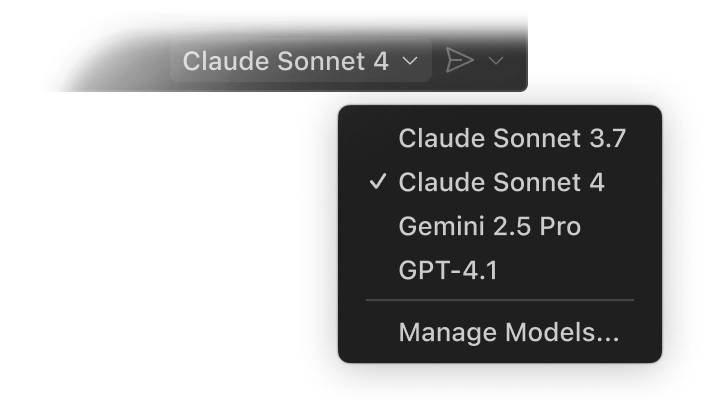 Claude Sonnet 4
Claude Sonnet 3.7
Claude Sonnet 4
Gemini 2.5 Pro
GPT-4.1
Manage Models...